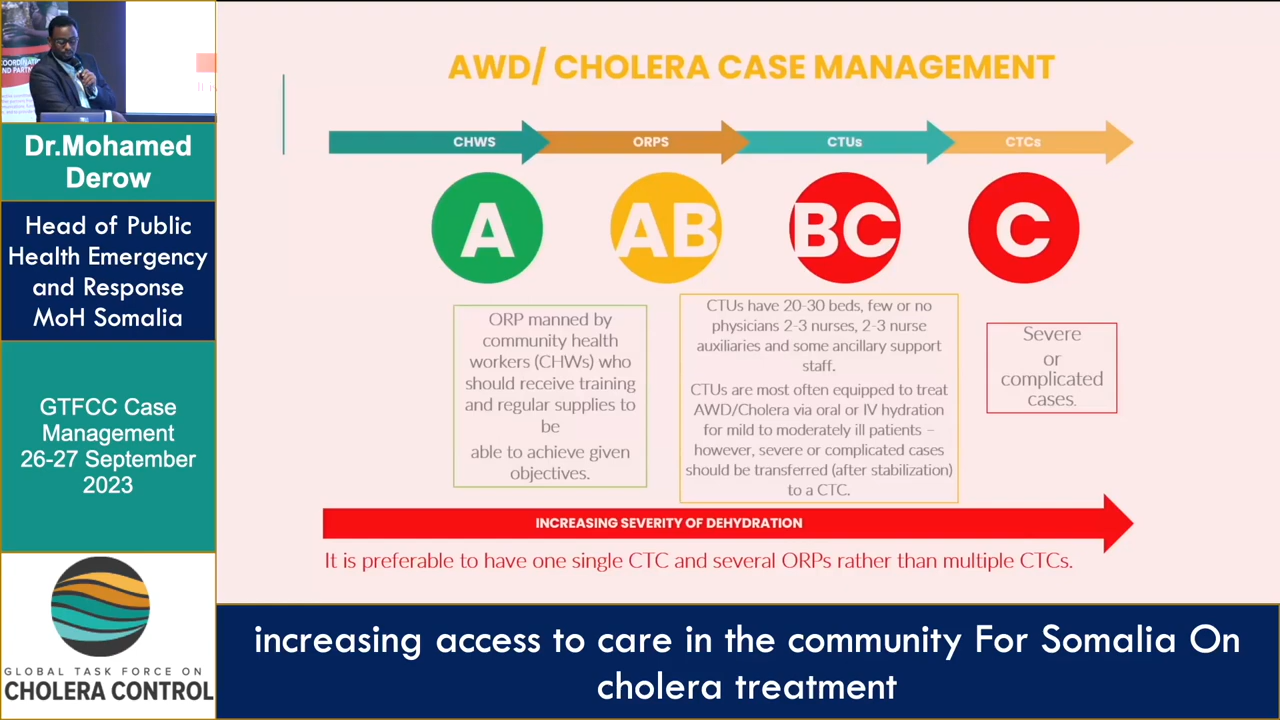 COORDINATI
ND PARTN
Dr.Mohamed
Derow
Head of Public
Health Emergency
and Response
MoH Somalia
GTFCC Case
Management
26-27 September
2023
GLOBAL TASK FORCE ON
CHOLERA CONTROL
AWD/ CHOLERA CASE MANAGEMENT
CHWS
ORPS
CTUs
CTCs
A
AB
BC
C
ORP manned by
community health
workers (CHWs) who
should receive training
and regular supplies to
be
able to achieve given
objectives.
CTUs have 20-30 beds, few or no
physicians 2-3 nurses, 2-3 nurse
auxiliaries and some ancillary support
staff.
CTUs are most often equipped to treat
AWD/Cholera via oral or IV hydration
for mild to moderately ill patients –
however, severe or complicated cases
should be transferred (after stabilization)
to a CTC.
Severe
or
complicated
cases.
INCREASING SEVERITY OF DEHYDRATION
It is preferable to have one single CTC and several ORPs rather than multiple CTCs.
increasing access to care in the community For Somalia On
cholera treatment